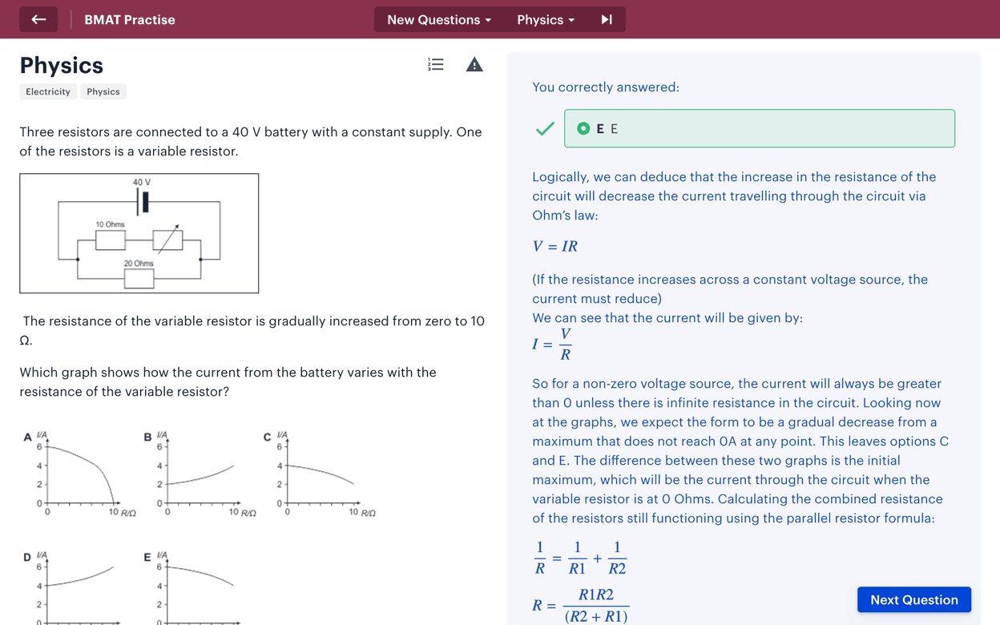 BMAT Practise
New Questions
Physics
Physics
Electricity
Physics
Three resistors are connected to a 40 V battery with a constant supply. One
of the resistors is a variable resistor.
40 V
10 Ohms
20 Ohms
The resistance of the variable resistor is gradually increased from zero to 10
Ω.
Which graph shows how the current from the battery varies with the
resistance of the variable resistor?
A I/A
6
4
2
0
0 10 R/Ω
B I/A
6
4
2
0
0 10 R/Ω
C I/A
6
4
2
0
0 10 R/Ω
D I/A
6
4
2
0
E I/A
6
4
2
0
You correctly answered:
E E
Logically, we can deduce that the increase in the resistance of the
circuit will decrease the current travelling through the circuit via
Ohm's law:
V = IR
(If the resistance increases across a constant voltage source, the
current must reduce)
We can see that the current will be given by:
I = V/R
So for a non-zero voltage source, the current will always be greater
than 0 unless there is infinite resistance in the circuit. Looking now
at the graphs, we expect the form to be a gradual decrease from a
maximum that does not reach 0A at any point. This leaves options C
and E. The difference between these two graphs is the initial
maximum, which will be the current through the circuit when the
variable resistor is at 0 Ohms. Calculating the combined resistance
of the resistors still functioning using the parallel resistor formula:
1/R = 1/R1 + 1/R2
R = R1R2/(R2 + R1)
Next Question